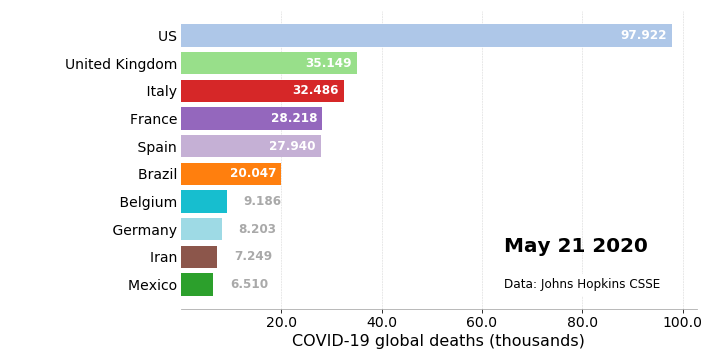 US 97.922
United Kingdom 35.149
Italy 32.486
France 28.218
Spain 27.940
Brazil 20.047
Belgium 9.186
Germany 8.203
Iran 7.249
Mexico 6.510
May 21 2020
Data: Johns Hopkins CSSE
20.0 40.0 60.0 80.0 100.0
COVID-19 global deaths (thousands)